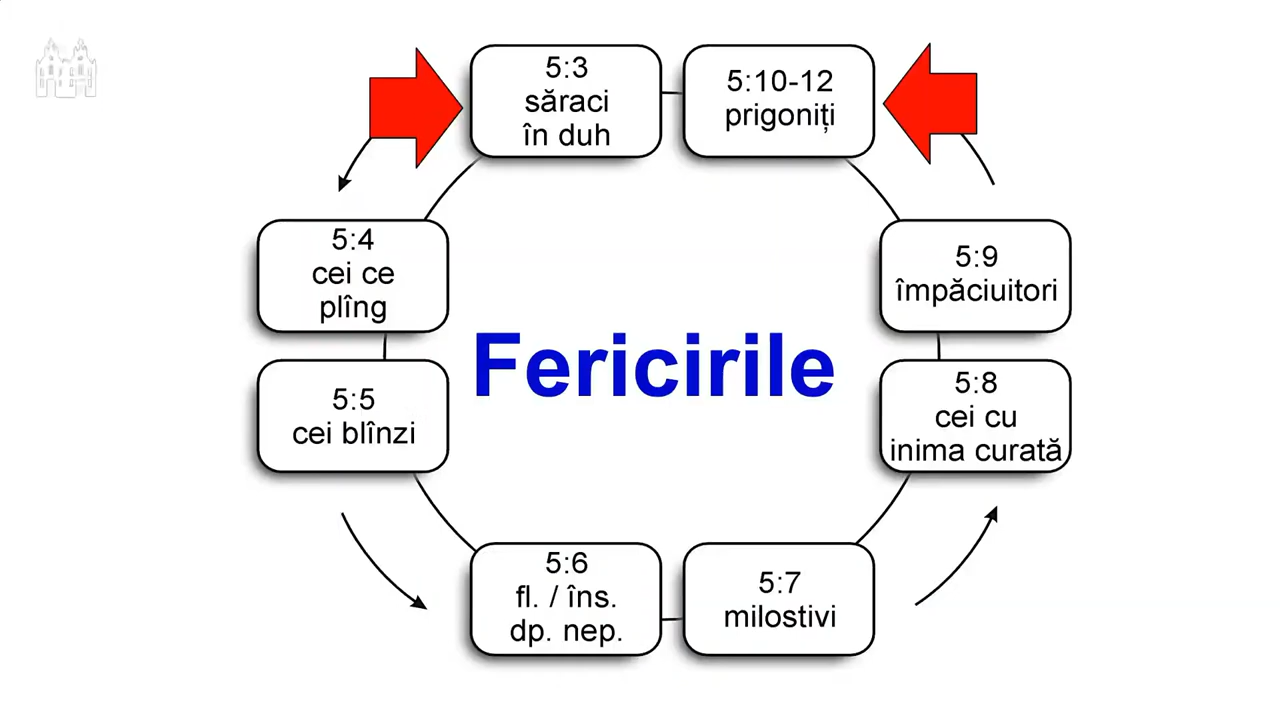 5:3
săraci
în duh
5:10-12
prigoniți
5:4
cei ce
plîng
5:9
împăciuitori
Fericirile
5:5
cei blînzi
5:8
cei cu
inima curată
5:6
fl. / îns.
dp. nep.
5:7
milostivi